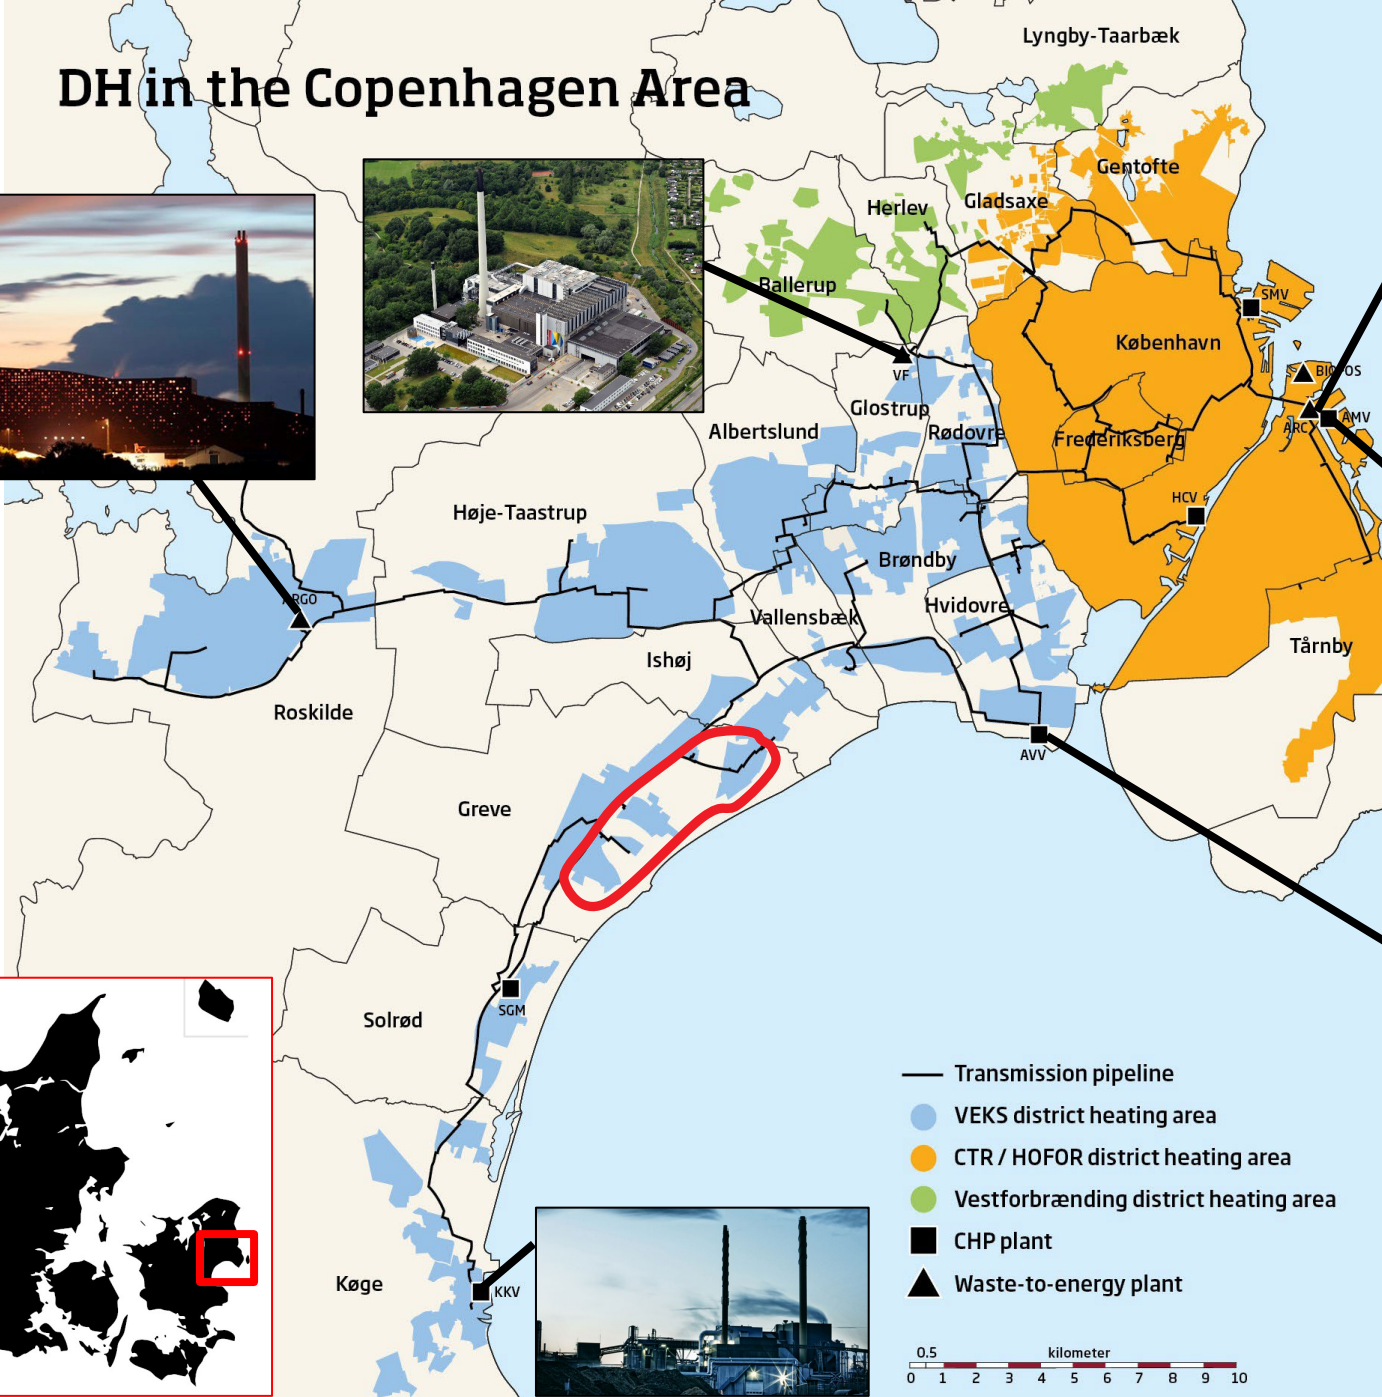 Lyngby-Taarbæk
DH in the Copenhagen Area
Gentofte
Herlev
Gladsaxe
Ballerup
SMV
København
BIOFOS
VF
ARC
AMV
Glostrup
Albertslund
Rødovre
Frederiksberg
HCV
Høje-Taastrup
Brøndby
ARGO
Hvidovre
Vallensbæk
Tårnby
Ishøj
Roskilde
AVV
Greve
SGM
Solrød
Transmission pipeline
VEKS district heating area
CTR / HOFOR district heating area
Vestforbrænding district heating area
CHP plant
Waste-to-energy plant
Køge
KKV
0.5 kilometer
0 1 2 3 4 5 6 7 8 9 10